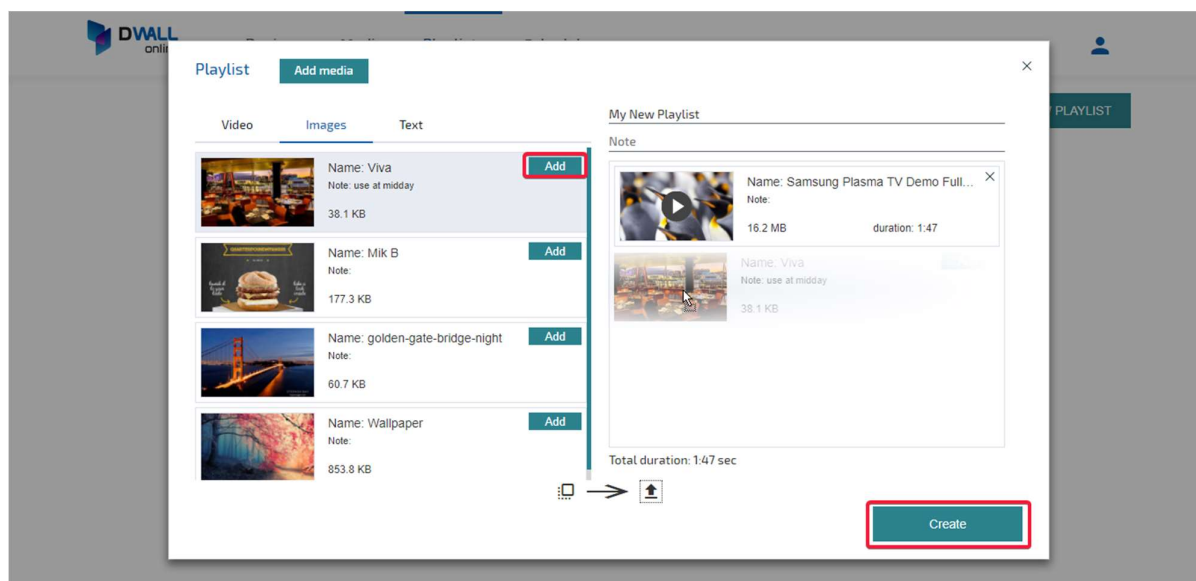 DWALL
onlin
Playlist
Add media
PLAYLIST
Video
Images
Text
Name: Viva
Note: use at midday
38.1 KB
Add
Name: Mik B
Note:
177.3 KB
Add
Name: golden-gate-bridge-night
Note:
60.7 KB
Add
Name: Wallpaper
Note:
853.8 KB
Add
My New Playlist
Note
Name: Samsung Plasma TV Demo Full...
Note:
16.2 MB
duration: 1:47
Name: Viva
Note: use at midday
38.1 KB
Total duration: 1:47 sec
Create